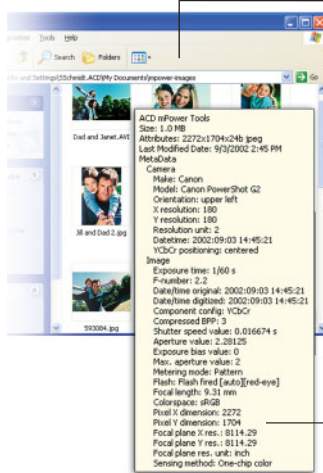 Tools Help
Search Folders
and Settings\SSchmidt.ACD\My Documents\mpower-images
Go
Dad and Janet.AVI
Jill and Dad 2.jpg
593084.jpg
ACD mPower Tools
Size: 1.0 MB
Attributes: 2272x1704x24b jpeg
Last Modified Date: 9/3/2002 2:45 PM
MetaData
Camera
Make: Canon
Model: Canon PowerShot G2
Orientation: upper left
X resolution: 180
Y resolution: 180
Resolution unit: 2
Datetime: 2002:09:03 14:45:21
YCbCr positioning: centered
Image
Exposure time: 1/60 s
F-number: 2.2
Date/time original: 2002:09:03 14:45:21
Date/time digitized: 2002:09:03 14:45:21
Component config: YCbCr
Compressed BPP: 3
Shutter speed value: 0.016674 s
Aperture value: 2.28125
Exposure bias value: 0
Max. aperture value: 2
Metering mode: Pattern
Flash: Flash fired [auto][red-eye]
Focal length: 9.31 mm
Colorspace: sRGB
Pixel X dimension: 2272
Pixel Y dimension: 1704
Focal plane X res.: 8114.29
Focal plane Y res.: 8114.29
Focal plane res. unit: inch
Sensing method: One-chip color